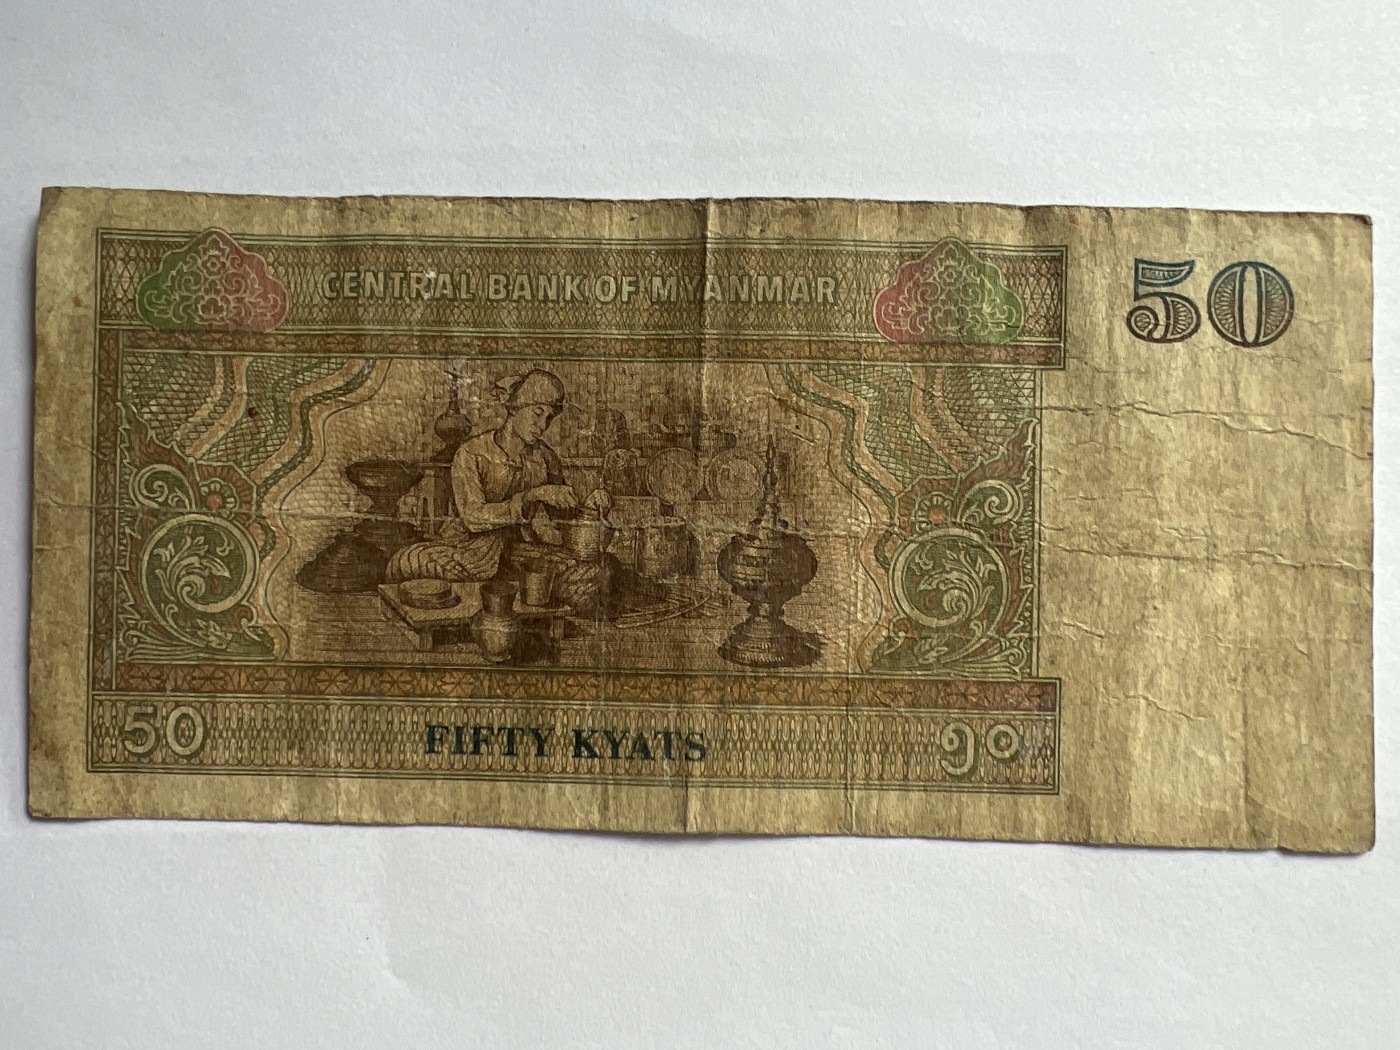 CENTRAL BANK OF MYANMAR
50
50 FIFTY KYATS ၅၀